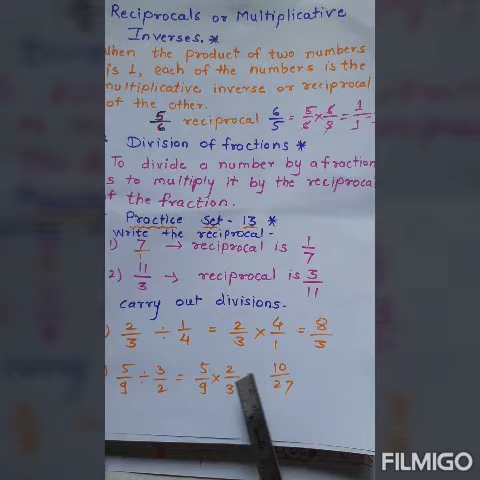 Reciprocals or Multiplicative
Inverses. *
When the product of two numbers
is 1, each of the numbers is the
multiplicative inverse or reciprocal
of the other.
5/6 reciprocal 6/5 = 5/6 × 6/5 = 1/1 = 1
Division of fractions *
To divide a number by a fraction
is to multiply it by the reciprocal
of the fraction.
Practice Set - 13 *
Write the reciprocal-
1) 7/1 → reciprocal is 1/7
2) 11/3 → reciprocal is 3/11
carry out divisions.
) 2/3 ÷ 1/4 = 2/3 × 4/1 = 8/3
) 5/9 ÷ 3/2 = 5/9 × 2/3 10/27
FILMIGO